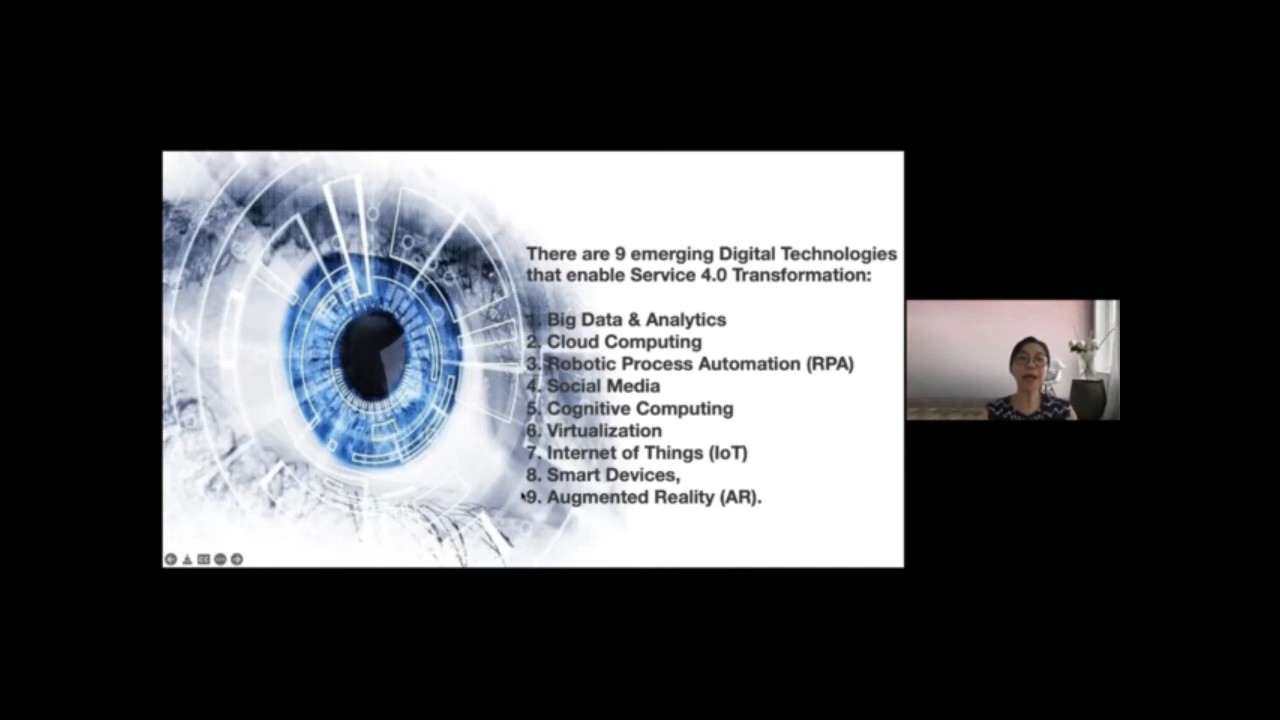 There are 9 emerging Digital Technologies
that enable Service 4.0 Transformation:
1. Big Data & Analytics
2. Cloud Computing
3. Robotic Process Automation (RPA)
4. Social Media
5. Cognitive Computing
6. Virtualization
7. Internet of Things (IoT)
8. Smart Devices,
9. Augmented Reality (AR).